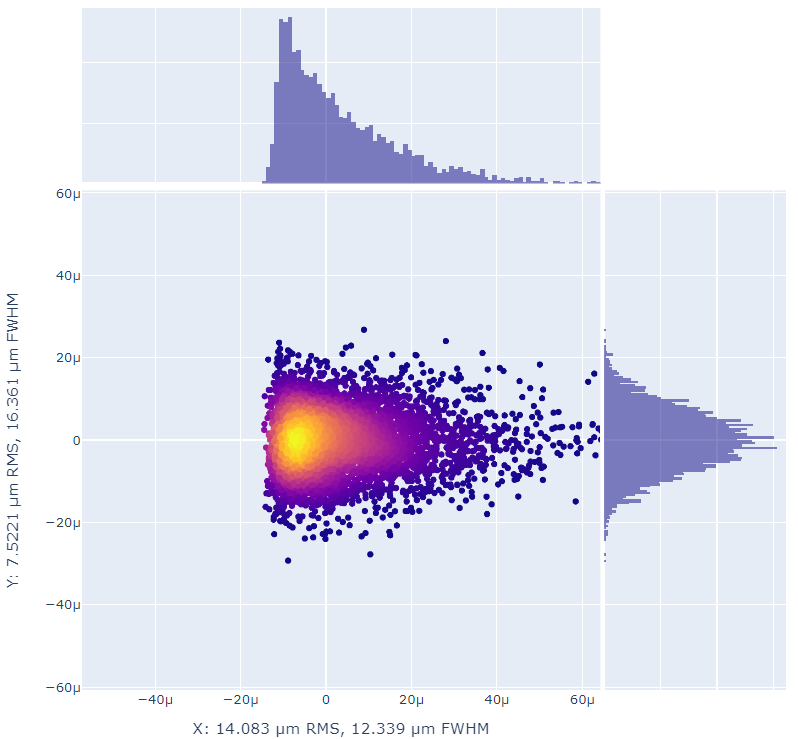 60µ
40µ
20µ
0
−20µ
−40µ
−60µ
Y: 7.5221 µm RMS, 16.361 µm FWHM
−40µ
−20µ
0
20µ
40µ
60µ
X: 14.083 µm RMS, 12.339 µm FWHM